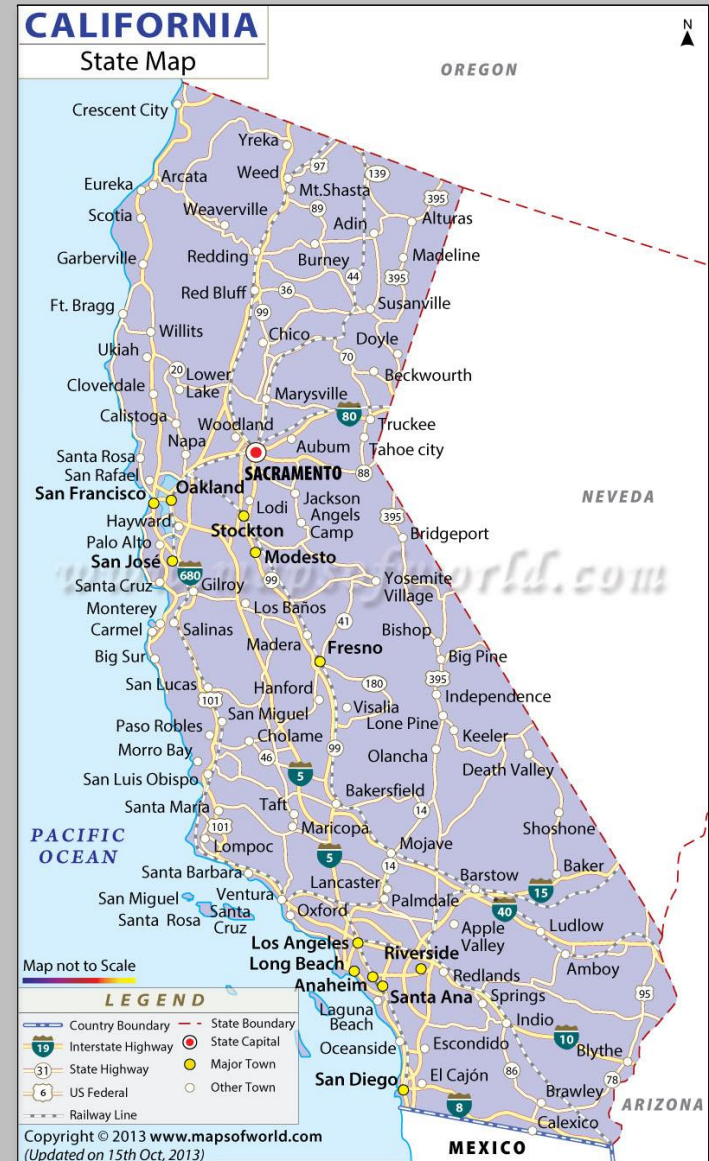 CALIFORNIA
State Map
N
OREGON
Crescent City
Yreka
97
139
Weed
Mt.Shasta
395
Eureka
Arcata
89
Scotia
Weaverville
Adin
Alturas
Garberville
Redding
Burney
Madeline
44
395
Red Bluff
36
Ft. Bragg
99
Susanville
Willits
Chico
Doyle
Ukiah
70
20
Lower
Lake
Beckwourth
Cloverdale
Marysville
Calistoga
80
Woodland
Truckee
Napa
Aubum
Tahoe city
Santa Rosa
San Rafael
SACRAMENTO
88
San Francisco
Oakland
Lodi
Jackson
Angels
Camp
NEVEDA
Hayward
Stockton
395
Bridgeport
Palo Alto
San José
Modesto
www.mapsofworld.com
Santa Cruz
680
Gilroy
99
Yosemite
Village
Monterey
Los Baños
Carmel
Salinas
41
Madera
Bishop
Big Sur
Fresno
Big Pine
San Lucas
Hanford
180
395
101
Independence
San Miguel
Visalia
Lone Pine
Paso Robles
Cholame
Keeler
Morro Bay
46
99
Olancha
Death Valley
San Luis Obispo
5
Bakersfield
Santa Maria
Taft
14
101
Maricopa
Shoshone
PACIFIC
OCEAN
Lompoc
5
Mojave
14
Santa Barbara
Barstow
Baker
San Miguel
Ventura
Lancaster
15
Santa Rosa
Santa
Cruz
Oxford
Palmdale
40
Apple
Valley
Ludlow
Los Angeles
Riverside
Long Beach
Amboy
Map not to Scale
Anaheim
Redlands
Santa Ana
Springs
95
LEGEND
Laguna
Beach
Indio
Country Boundary
State Boundary
19
Interstate Highway
State Capital
Oceanside
Escondido
10
Blythe
31
State Highway
Major Town
86
78
6
US Federal
Other Town
San Diego
El Cajón
Brawley
Railway Line
8
ARIZONA
Calexico
Copyright © 2013 www.mapsofworld.com
(Updated on 15th Oct, 2013)
MEXICO